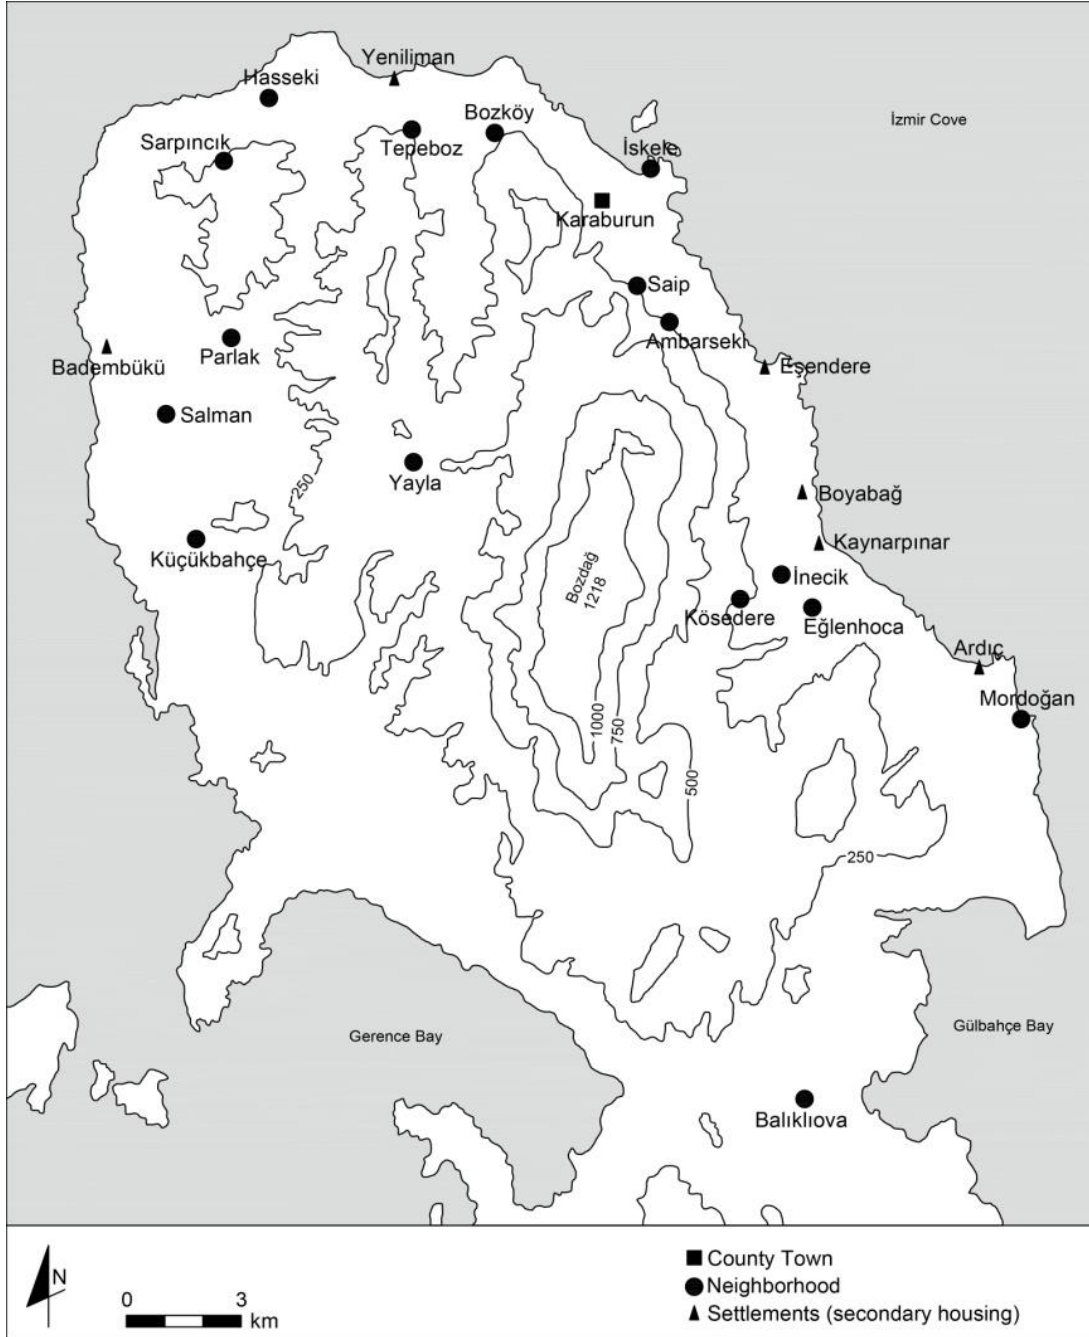 Yeniliman
Hasseki
Bozköy
İzmir Cove
Sarpıncık
Tepeboz
İskele
Karaburun
Saip
Ambarseki
Parlak
Badembükü
Eşendere
Salman
Yayla
250
Boyabağ
Küçükbahçe
Kaynarpınar
Bozdağ
1218
İnecik
Kösedere
Eğlenhoca
Ardıç
Mordoğan
1000
750
500
250
Gerence Bay
Gülbahçe Bay
Balıklıova
N
0 3
km
County Town
Neighborhood
Settlements (secondary housing)